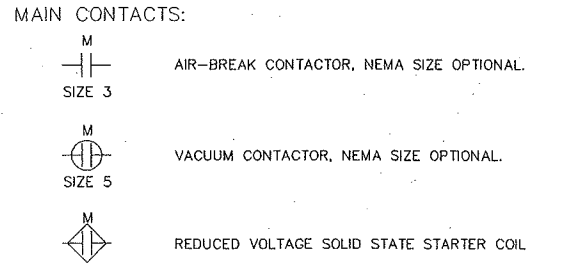 MAIN CONTACTS:
M
AIR-BREAK CONTACTOR, NEMA SIZE OPTIONAL.
SIZE 3
M
VACUUM CONTACTOR, NEMA SIZE OPTIONAL.
SIZE 5
M
REDUCED VOLTAGE SOLID STATE STARTER COIL